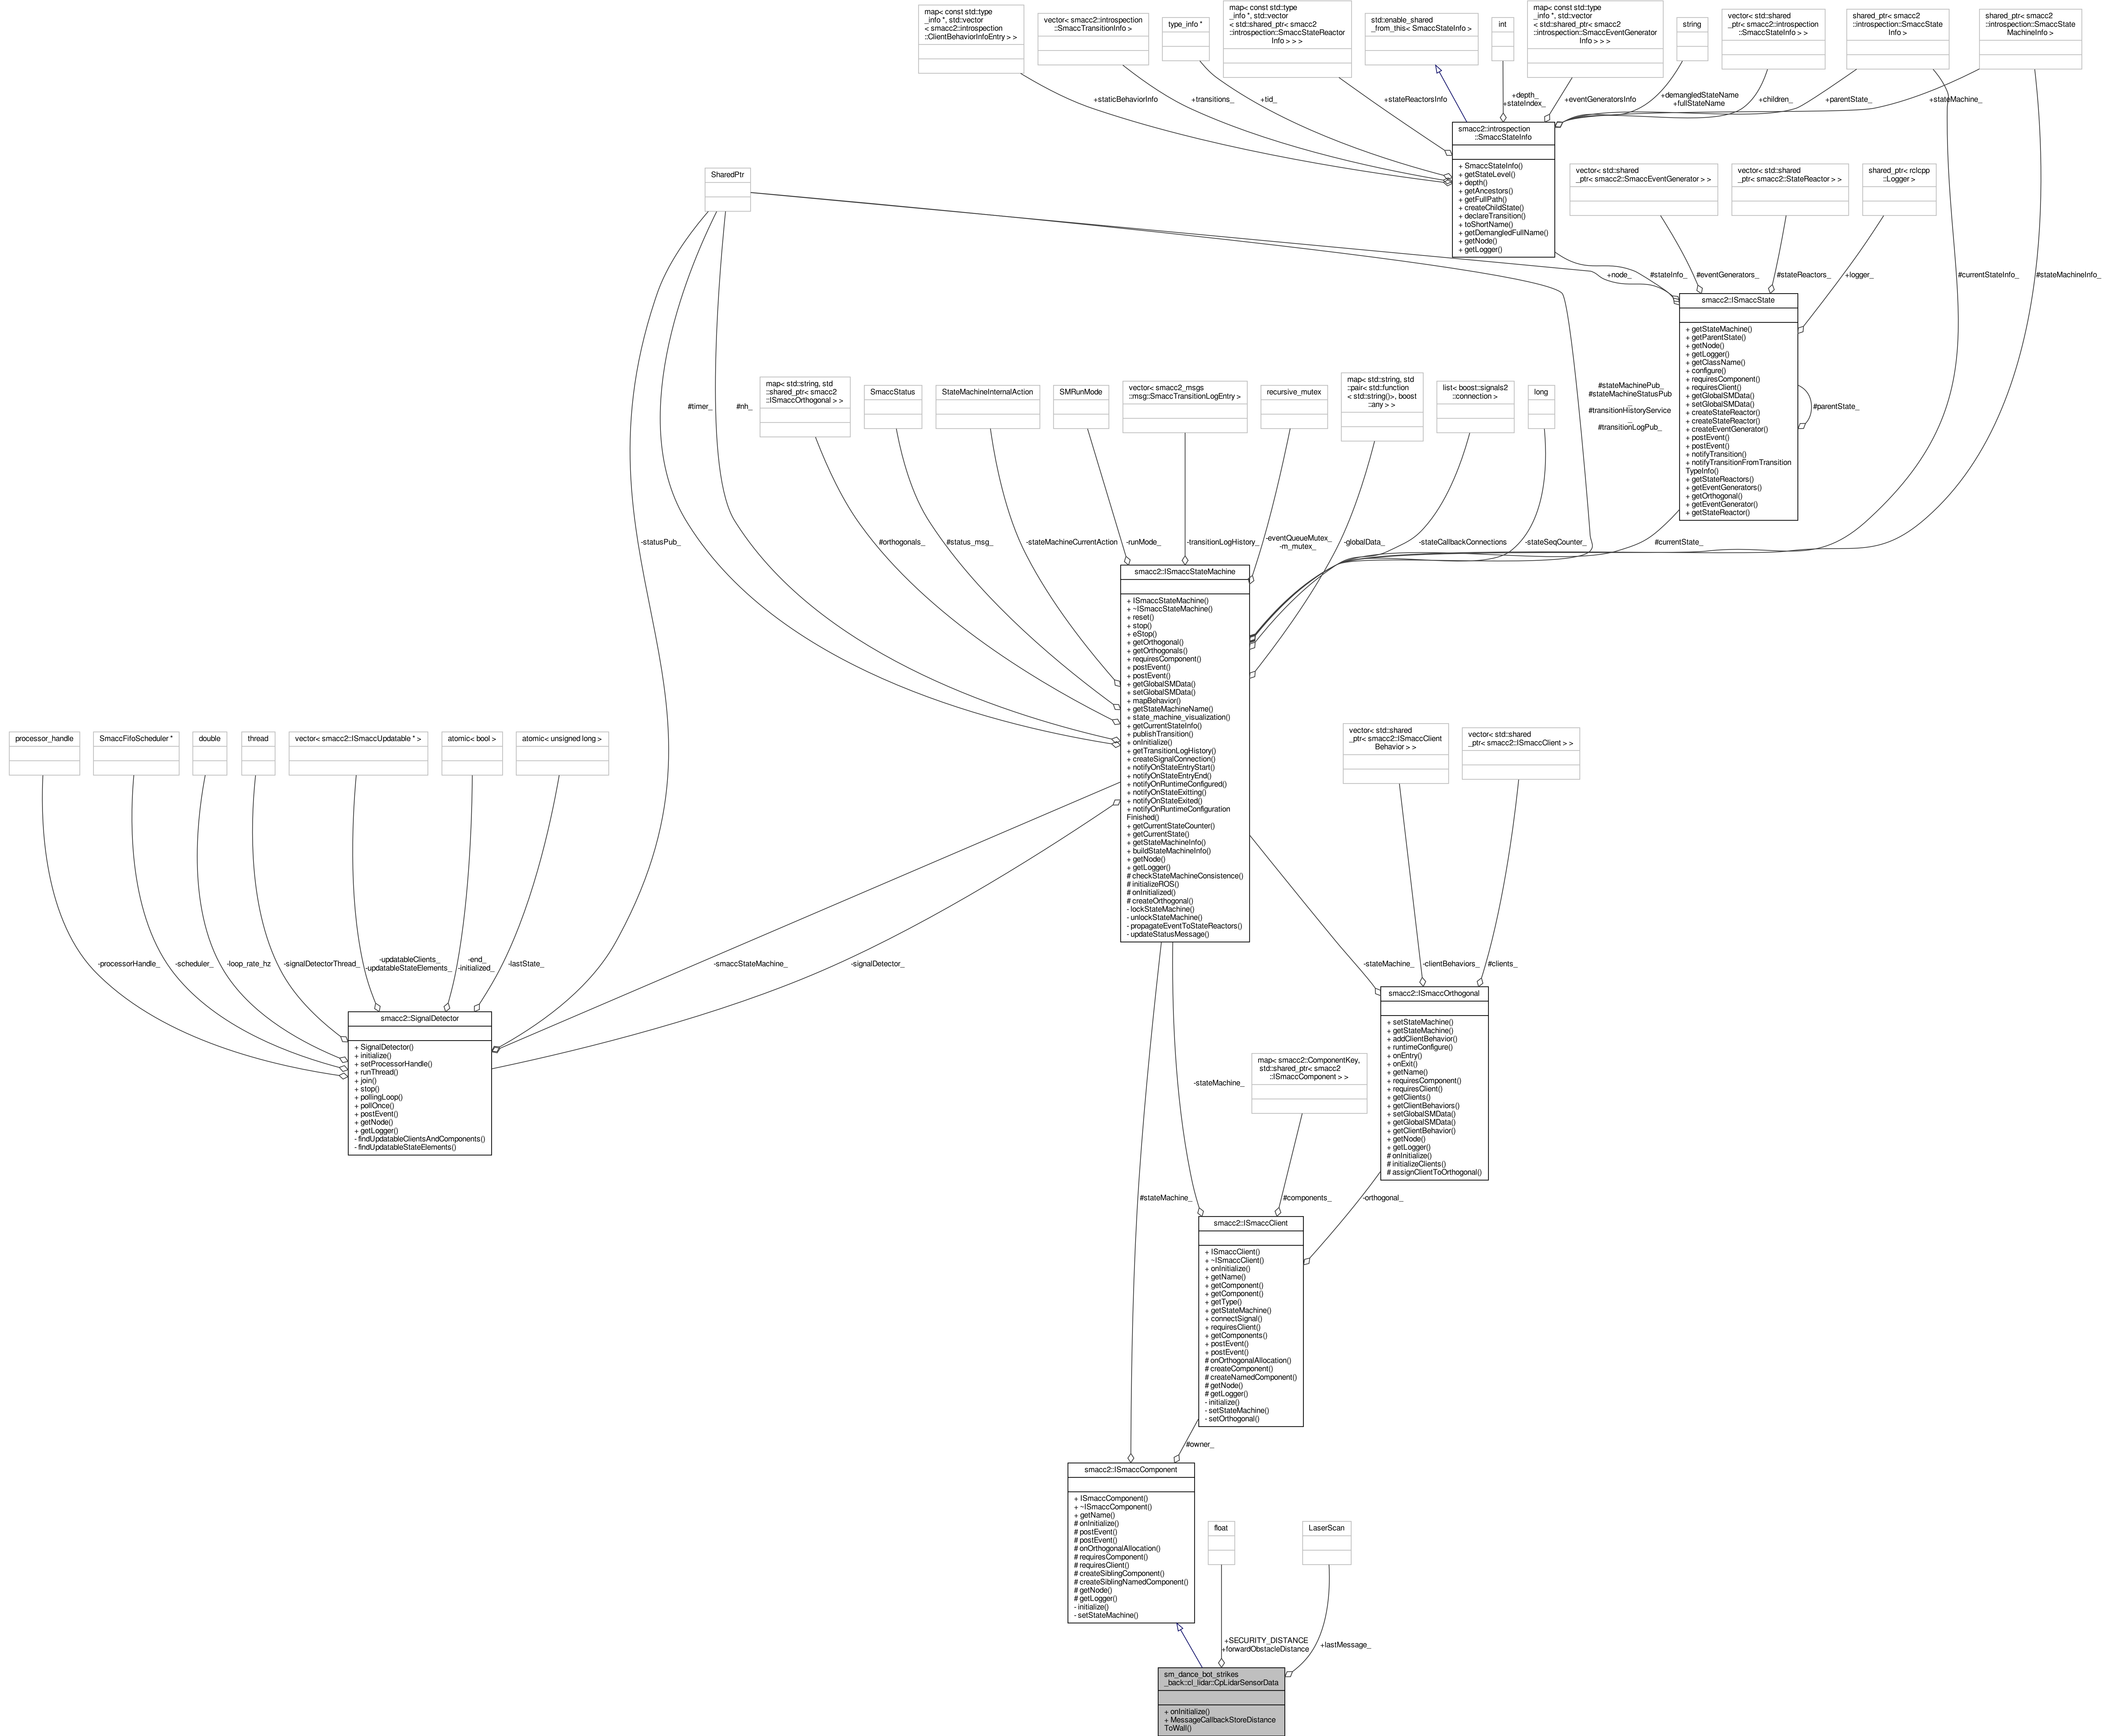 map< const std::type
_info *, std::vector
< smacc2::introspection
::ClientBehaviorInfoEntry > >
vector< smacc2::introspection
::SmaccTransitionInfo >
type_info *
map< const std::type
_info *, std::vector
< std::shared_ptr< smacc2
::introspection::SmaccStateReactor
Info > > >
std::enable_shared
_from_this< SmaccStateInfo >
int
map< const std::type
_info *, std::vector
< std::shared_ptr< smacc2
::introspection::SmaccEventGenerator
Info > > >
string
vector< std::shared
_ptr< smacc2::introspection
::SmaccStateInfo > >
shared_ptr< smacc2
::introspection::SmaccState
Info >
shared_ptr< smacc2
::introspection::SmaccState
MachineInfo >
+staticBehaviorInfo
+transitions_
+tid_
+stateReactorsInfo
+depth_
+stateIndex_
+eventGeneratorsInfo
+demangledStateName
+fullStateName
+children_
+parentState_
+stateMachine_
smacc2::introspection
::SmaccStateInfo
+ SmaccStateInfo()
+ getStateLevel()
+ depth()
+ getAncestors()
+ getFullPath()
+ createChildState()
+ declareTransition()
+ toShortName()
+ getDemangledFullName()
+ getNode()
+ getLogger()
SharedPtr
vector< std::shared
_ptr< smacc2::SmaccEventGenerator > >
vector< std::shared
_ptr< smacc2::StateReactor > >
shared_ptr< rclcpp
::Logger >
+node_
#stateInfo_
#eventGenerators_
#stateReactors_
+logger_
#currentStateInfo_
#stateMachineInfo_
smacc2::ISmaccState
+ getStateMachine()
+ getParentState()
+ getNode()
+ getLogger()
+ getClassName()
+ configure()
+ requiresComponent()
+ requiresClient()
+ getGlobalSMData()
+ setGlobalSMData()
+ createStateReactor()
+ createStateReactor()
+ createEventGenerator()
+ postEvent()
+ postEvent()
+ notifyTransition()
+ notifyTransitionFromTransition
TypeInfo()
+ getStateReactors()
+ getEventGenerators()
+ getOrthogonal()
+ getEventGenerator()
+ getStateReactor()
#parentState_
#timer_
#nh_
map< std::string, std
::shared_ptr< smacc2
::ISmaccOrthogonal > >
SmaccStatus
StateMachineInternalAction
SMRunMode
vector< smacc2_msgs
::msg::SmaccTransitionLogEntry >
recursive_mutex
map< std::string, std
::pair< std::function
< std::string()>, boost
::any > >
list< boost::signals2
::connection >
long
#stateMachinePub_
#stateMachineStatusPub
_
#transitionHistoryService
_
#transitionLogPub_
-statusPub_
#orthogonals_
#status_msg_
-stateMachineCurrentAction
-runMode_
-transitionLogHistory_
-eventQueueMutex_
-m_mutex_
-globalData_
-stateCallbackConnections
-stateSeqCounter_
#currentState_
smacc2::ISmaccStateMachine
+ ISmaccStateMachine()
+ ~ISmaccStateMachine()
+ reset()
+ stop()
+ eStop()
+ getOrthogonal()
+ getOrthogonals()
+ requiresComponent()
+ postEvent()
+ postEvent()
+ getGlobalSMData()
+ setGlobalSMData()
+ mapBehavior()
+ getStateMachineName()
+ state_machine_visualization()
+ getCurrentStateInfo()
+ publishTransition()
+ onInitialize()
+ getTransitionLogHistory()
+ createSignalConnection()
+ notifyOnStateEntryStart()
+ notifyOnStateEntryEnd()
+ notifyOnRuntimeConfigured()
+ notifyOnStateExitting()
+ notifyOnStateExited()
+ notifyOnRuntimeConfiguration
Finished()
+ getCurrentStateCounter()
+ getCurrentState()
+ getStateMachineInfo()
+ buildStateMachineInfo()
+ getNode()
+ getLogger()
# checkStateMachineConsistence()
# initializeROS()
# onInitialized()
# createOrthogonal()
- lockStateMachine()
- unlockStateMachine()
- propagateEventToStateReactors()
- updateStatusMessage()
processor_handle
SmaccFifoScheduler *
double
thread
vector< smacc2::ISmaccUpdatable * >
atomic< bool >
atomic< unsigned long >
vector< std::shared
_ptr< smacc2::ISmaccClient
Behavior > >
vector< std::shared
_ptr< smacc2::ISmaccClient > >
-processorHandle_
-scheduler_
-loop_rate_hz
-signalDetectorThread_
-updatableClients_
-updatableStateElements_
-end_
-initialized_
-lastState_
-smaccStateMachine_
-signalDetector_
-stateMachine_
-clientBehaviors_
#clients_
smacc2::SignalDetector
+ SignalDetector()
+ initialize()
+ setProcessorHandle()
+ runThread()
+ join()
+ stop()
+ pollingLoop()
+ pollOnce()
+ postEvent()
+ getNode()
+ getLogger()
- findUpdatableClientsAndComponents()
- findUpdatableStateElements()
smacc2::ISmaccOrthogonal
+ setStateMachine()
+ getStateMachine()
+ addClientBehavior()
+ runtimeConfigure()
+ onEntry()
+ onExit()
+ getName()
+ requiresComponent()
+ requiresClient()
+ getClients()
+ getClientBehaviors()
+ setGlobalSMData()
+ getGlobalSMData()
+ getClientBehavior()
+ getNode()
+ getLogger()
# onInitialize()
# initializeClients()
# assignClientToOrthogonal()
-stateMachine_
map< smacc2::ComponentKey,
std::shared_ptr< smacc2
::ISmaccComponent > >
#stateMachine_
#components_
-orthogonal_
smacc2::ISmaccClient
+ ISmaccClient()
+ ~ISmaccClient()
+ onInitialize()
+ getName()
+ getComponent()
+ getComponent()
+ getType()
+ getStateMachine()
+ connectSignal()
+ requiresClient()
+ getComponents()
+ postEvent()
+ postEvent()
# onOrthogonalAllocation()
# createComponent()
# createNamedComponent()
# getNode()
# getLogger()
- initialize()
- setStateMachine()
- setOrthogonal()
#owner_
smacc2::ISmaccComponent
+ ISmaccComponent()
+ ~ISmaccComponent()
+ getName()
# onInitialize()
# postEvent()
# postEvent()
# onOrthogonalAllocation()
# requiresComponent()
# requiresClient()
# createSiblingComponent()
# createSiblingNamedComponent()
# getNode()
# getLogger()
- initialize()
- setStateMachine()
float
LaserScan
+SECURITY_DISTANCE
+forwardObstacleDistance
+lastMessage_
sm_dance_bot_strikes
_back::cl_lidar::CpLidarSensorData
+ onInitialize()
+ MessageCallbackStoreDistance
ToWall()